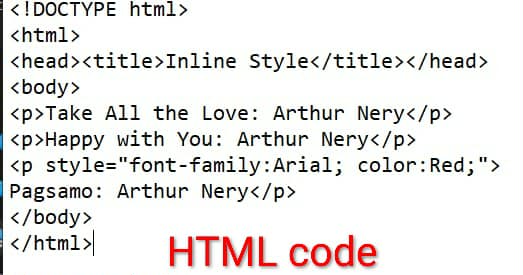 <!DOCTYPE html>
<html>
<head><title>Inline Style</title></head>
<body>
<p>Take All the Love: Arthur Nery</p>
<p>Happy with You: Arthur Nery</p>
<p style="font-family:Arial; color:Red;">
Pagsamo: Arthur Nery</p>
</body>
</html>
HTML code